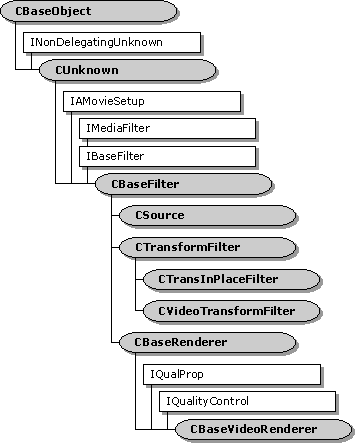 CBaseObject
INonDelegatingUnknown
CUnknown
IAMovieSetup
IMediaFilter
IBaseFilter
CBaseFilter
CSource
CTransformFilter
CTransInPlaceFilter
CVideoTransformFilter
CBaseRenderer
IQualProp
IQualityControl
CBaseVideoRenderer